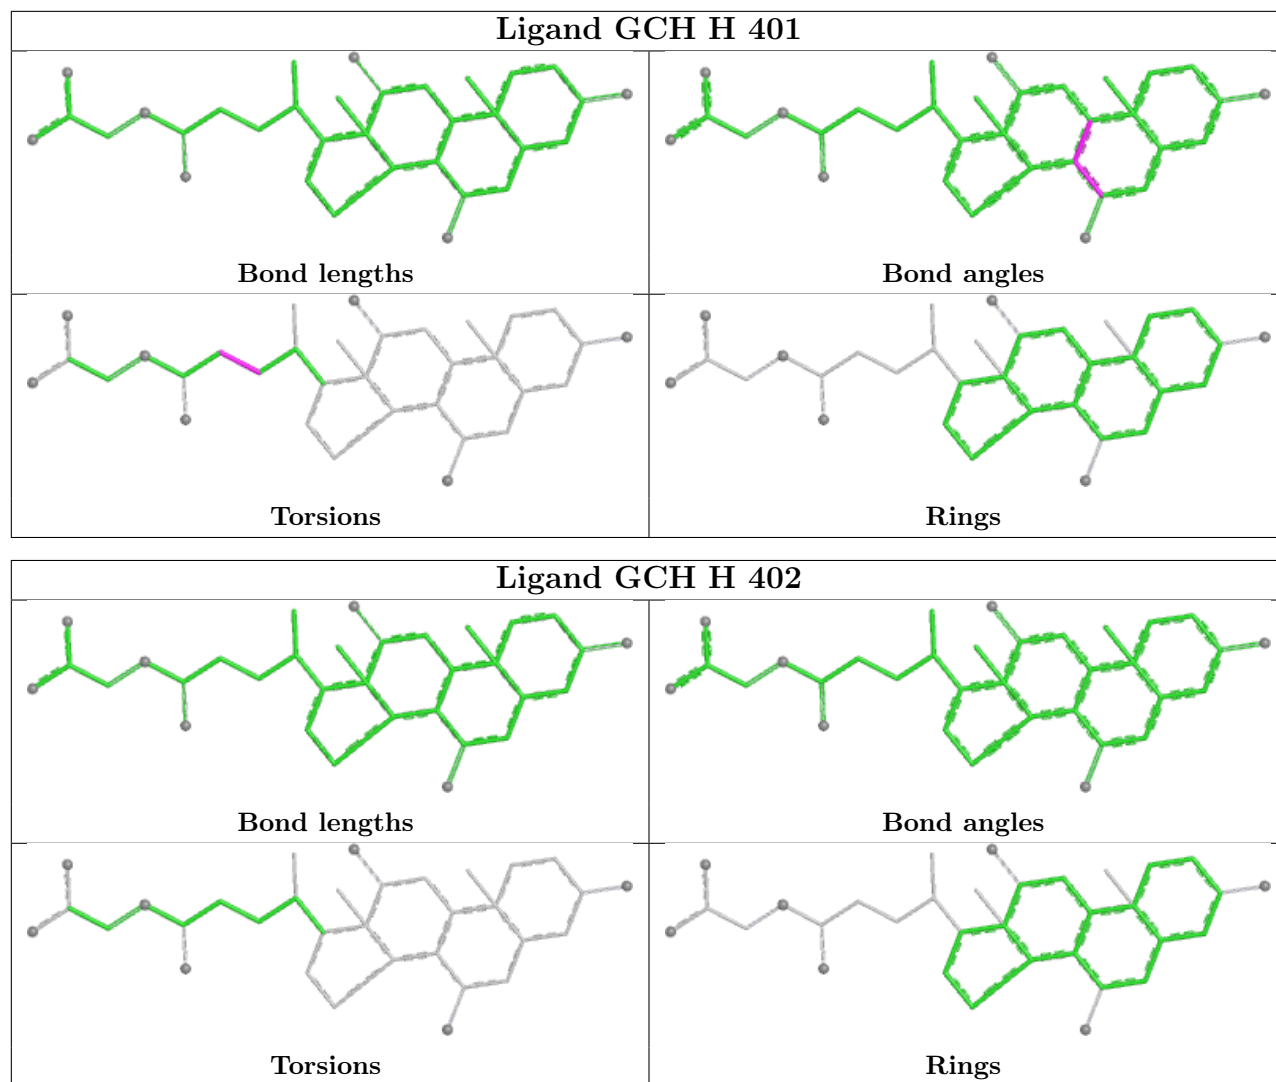 Ligand GCH H 401
Bond lengths
Bond angles
Torsions
Rings
Ligand GCH H 402
Bond lengths
Bond angles
Torsions
Rings